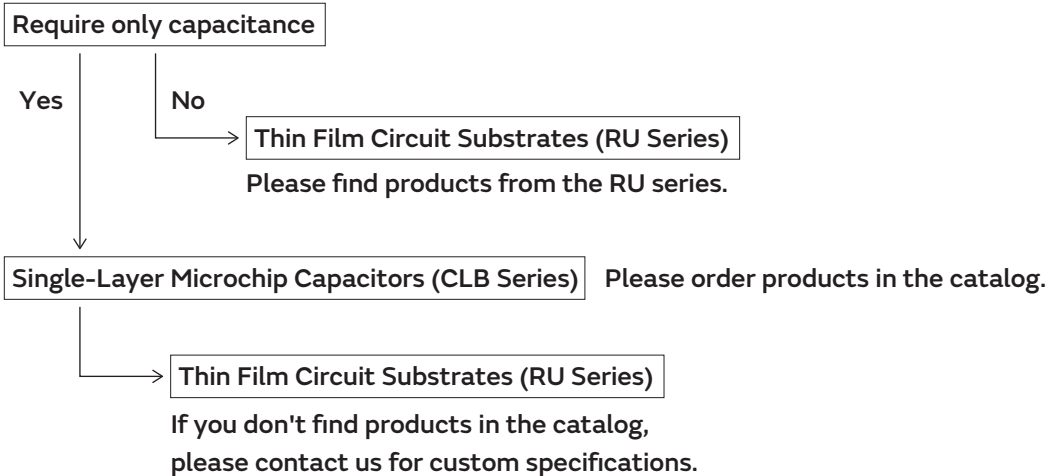 Require only capacitance
Yes
No
Thin Film Circuit Substrates (RU Series)
Please find products from the RU series.
Single-Layer Microchip Capacitors (CLB Series)
Please order products in the catalog.
Thin Film Circuit Substrates (RU Series)
If you don't find products in the catalog,
please contact us for custom specifications.